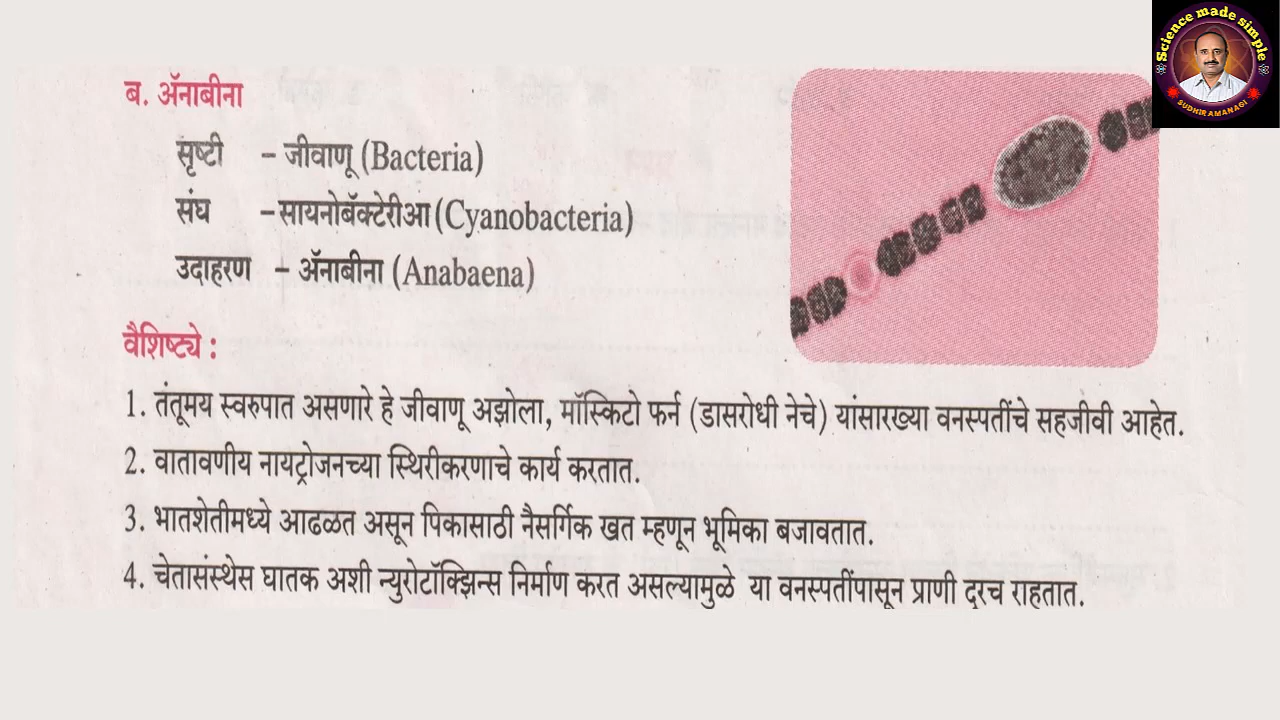 Science made simple
SUDHIR AMANAGI
ब. ॲनाबीना
सृष्टी – जीवाणू (Bacteria)
संघ – सायनोबॅक्टेरीआ (Cyanobacteria)
उदाहरण – ॲनाबीना (Anabaena)
वैशिष्ट्ये :
1. तंतूमय स्वरुपात असणारे हे जीवाणू अझोला, मॉस्किटो फर्न (डासरोधी नेचे) यांसारख्या वनस्पतींचे सहजीवी आहेत.
2. वातावणीय नायट्रोजनच्या स्थिरीकरणाचे कार्य करतात.
3. भातशेतीमध्ये आढळत असून पिकासाठी नैसर्गिक खत म्हणून भूमिका बजावतात.
4. चेतासंस्थेस घातक अशी न्युरोटॉक्झिन्स निर्माण करत असल्यामुळे या वनस्पतींपासून प्राणी दूरच राहतात.